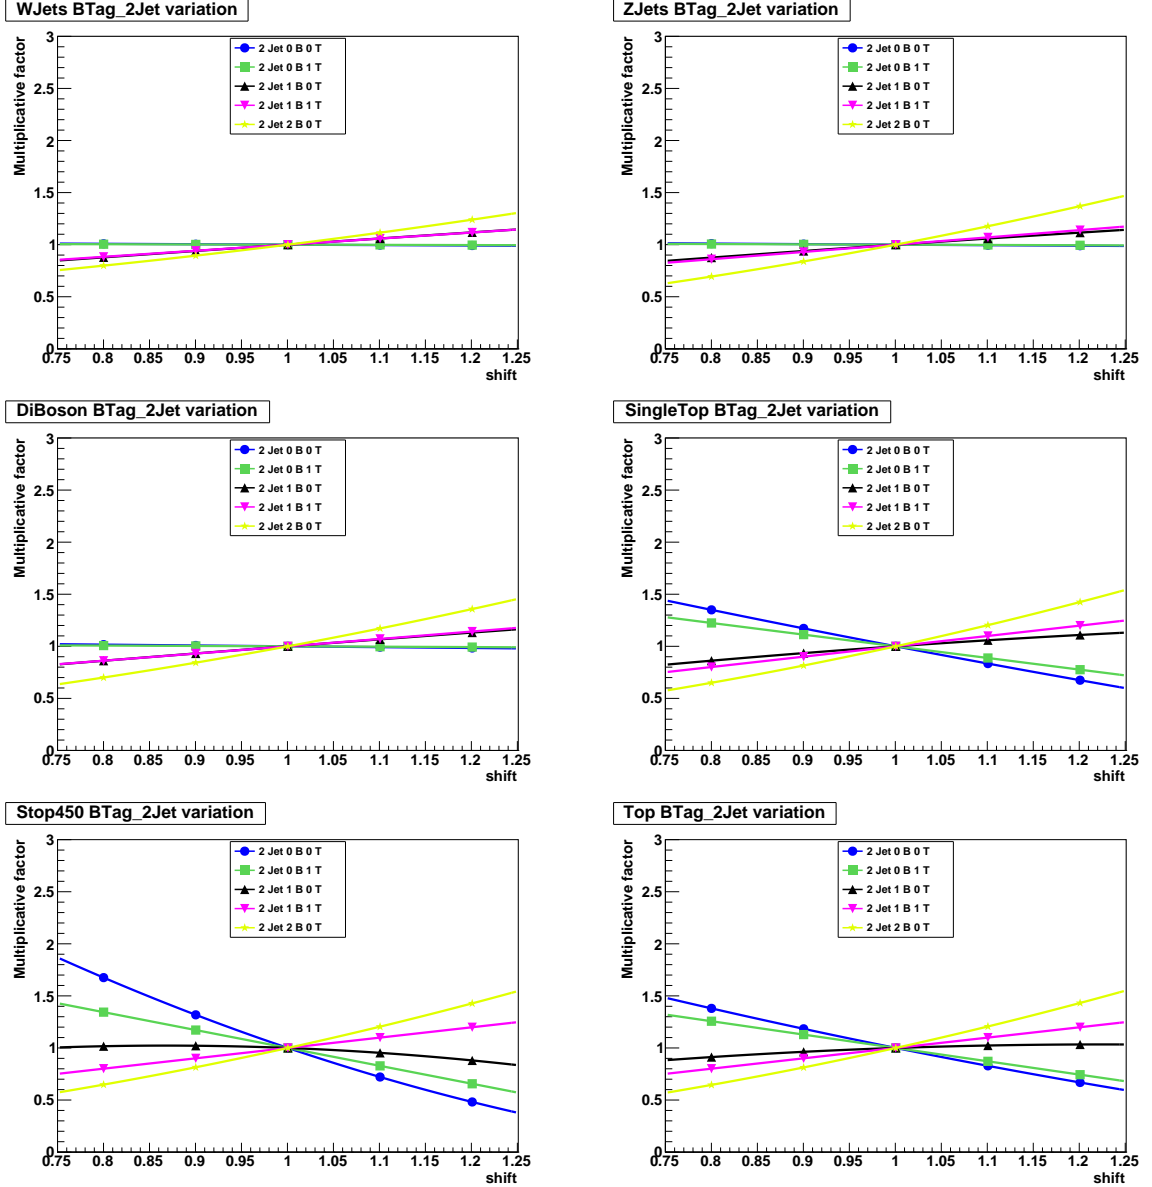 WJets BTag_2Jet variation
Multiplicative factor
3
2.5
2
1.5
1
0.5
0
2 Jet 0 B 0 T
2 Jet 0 B 1 T
2 Jet 1 B 0 T
2 Jet 1 B 1 T
2 Jet 2 B 0 T
0.75 0.8 0.85 0.9 0.95 1 1.05 1.1 1.15 1.2 1.25
shift
ZJets BTag_2Jet variation
Multiplicative factor
3
2.5
2
1.5
1
0.5
0
2 Jet 0 B 0 T
2 Jet 0 B 1 T
2 Jet 1 B 0 T
2 Jet 1 B 1 T
2 Jet 2 B 0 T
0.75 0.8 0.85 0.9 0.95 1 1.05 1.1 1.15 1.2 1.25
shift
DiBoson BTag_2Jet variation
Multiplicative factor
3
2.5
2
1.5
1
0.5
0
2 Jet 0 B 0 T
2 Jet 0 B 1 T
2 Jet 1 B 0 T
2 Jet 1 B 1 T
2 Jet 2 B 0 T
0.75 0.8 0.85 0.9 0.95 1 1.05 1.1 1.15 1.2 1.25
shift
SingleTop BTag_2Jet variation
Multiplicative factor
3
2.5
2
1.5
1
0.5
0
2 Jet 0 B 0 T
2 Jet 0 B 1 T
2 Jet 1 B 0 T
2 Jet 1 B 1 T
2 Jet 2 B 0 T
0.75 0.8 0.85 0.9 0.95 1 1.05 1.1 1.15 1.2 1.25
shift
Stop450 BTag_2Jet variation
Multiplicative factor
3
2.5
2
1.5
1
0.5
0
2 Jet 0 B 0 T
2 Jet 0 B 1 T
2 Jet 1 B 0 T
2 Jet 1 B 1 T
2 Jet 2 B 0 T
0.75 0.8 0.85 0.9 0.95 1 1.05 1.1 1.15 1.2 1.25
shift
Top BTag_2Jet variation
Multiplicative factor
3
2.5
2
1.5
1
0.5
0
2 Jet 0 B 0 T
2 Jet 0 B 1 T
2 Jet 1 B 0 T
2 Jet 1 B 1 T
2 Jet 2 B 0 T
0.75 0.8 0.85 0.9 0.95 1 1.05 1.1 1.15 1.2 1.25
shift